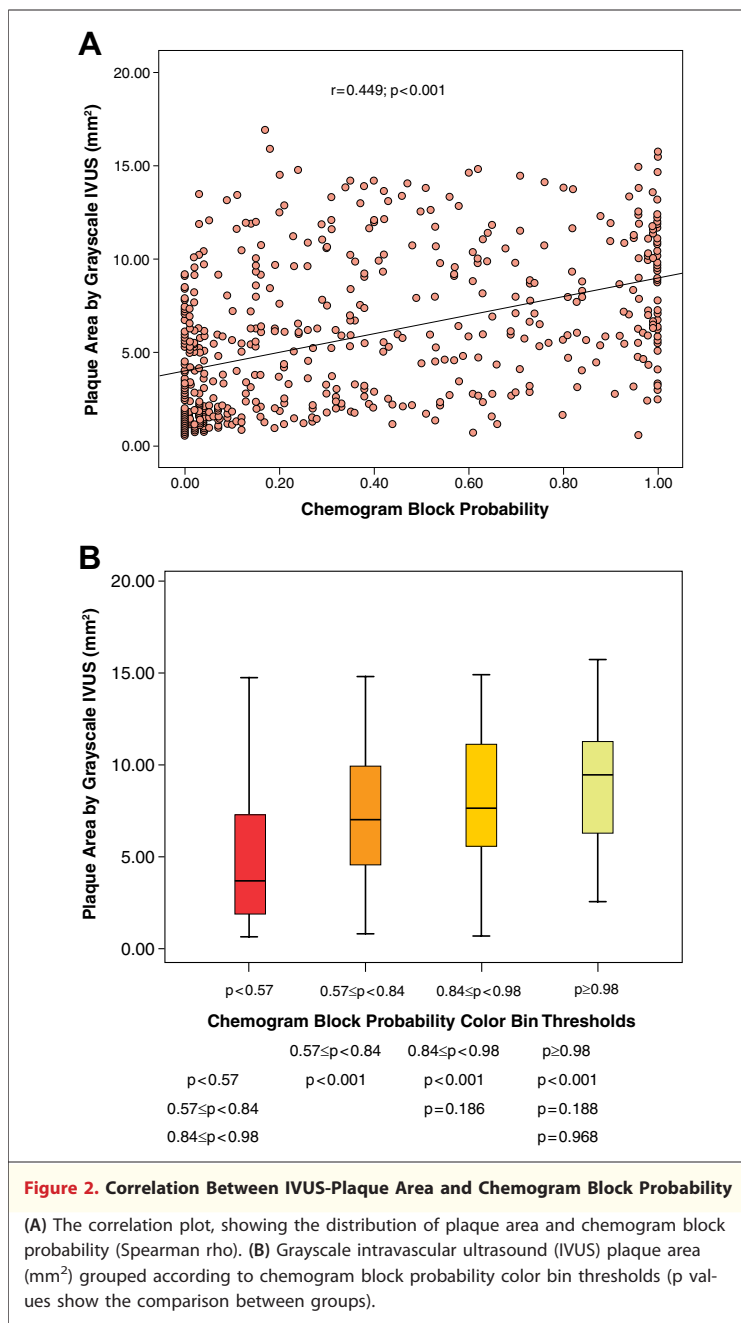 A
20.00
r=0.449; p<0.001
15.00
10.00
5.00
0.00
Plaque Area by Grayscale IVUS (mm²)
0.00 0.20 0.40 0.60 0.80 1.00
Chemogram Block Probability
B
20.00
15.00
10.00
5.00
0.00
Plaque Area by Grayscale IVUS (mm²)
p<0.57 0.57≤p<0.84 0.84≤p<0.98 p≥0.98
Chemogram Block Probability Color Bin Thresholds
0.57≤p<0.84 0.84≤p<0.98 p≥0.98
p<0.57 p<0.001 p<0.001 p<0.001
0.57≤p<0.84 p=0.186 p=0.188
0.84≤p<0.98 p=0.968
Figure 2. Correlation Between IVUS-Plaque Area and Chemogram Block Probability
(A) The correlation plot, showing the distribution of plaque area and chemogram block
probability (Spearman rho). (B) Grayscale intravascular ultrasound (IVUS) plaque area
(mm²) grouped according to chemogram block probability color bin thresholds (p val-
ues show the comparison between groups).